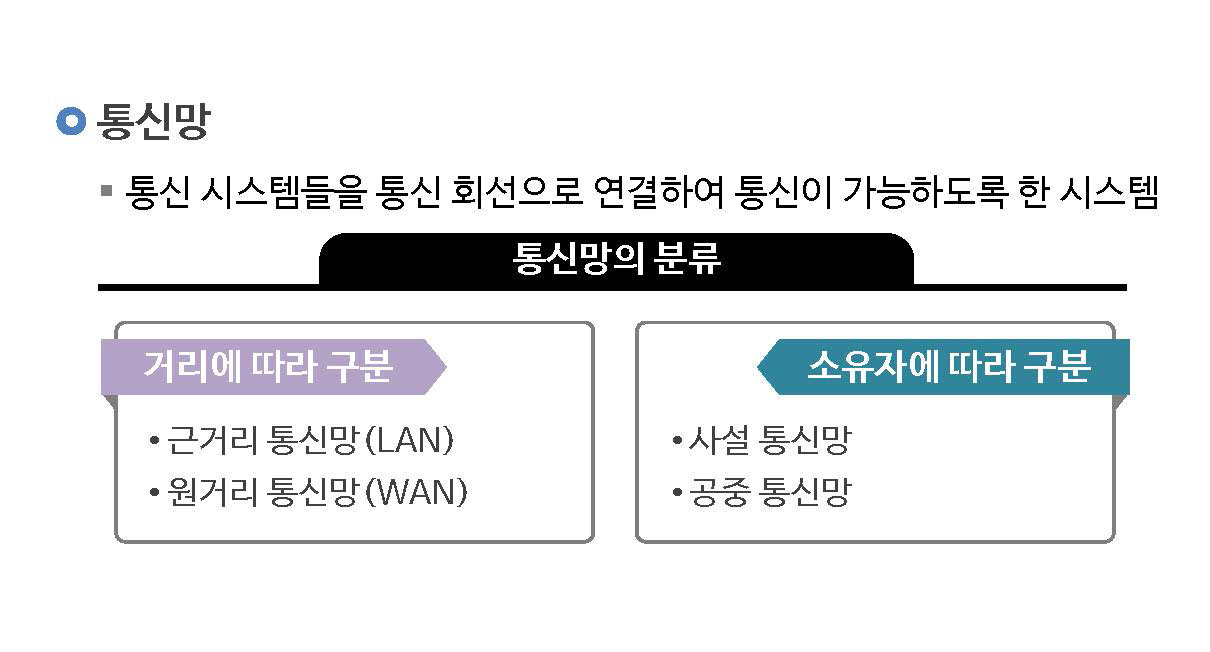 통신망
통신 시스템들을 통신 회선으로 연결하여 통신이 가능하도록 한 시스템
통신망의 분류
거리에 따라 구분
• 근거리 통신망(LAN)
• 원거리 통신망(WAN)
소유자에 따라 구분
• 사설 통신망
• 공중 통신망